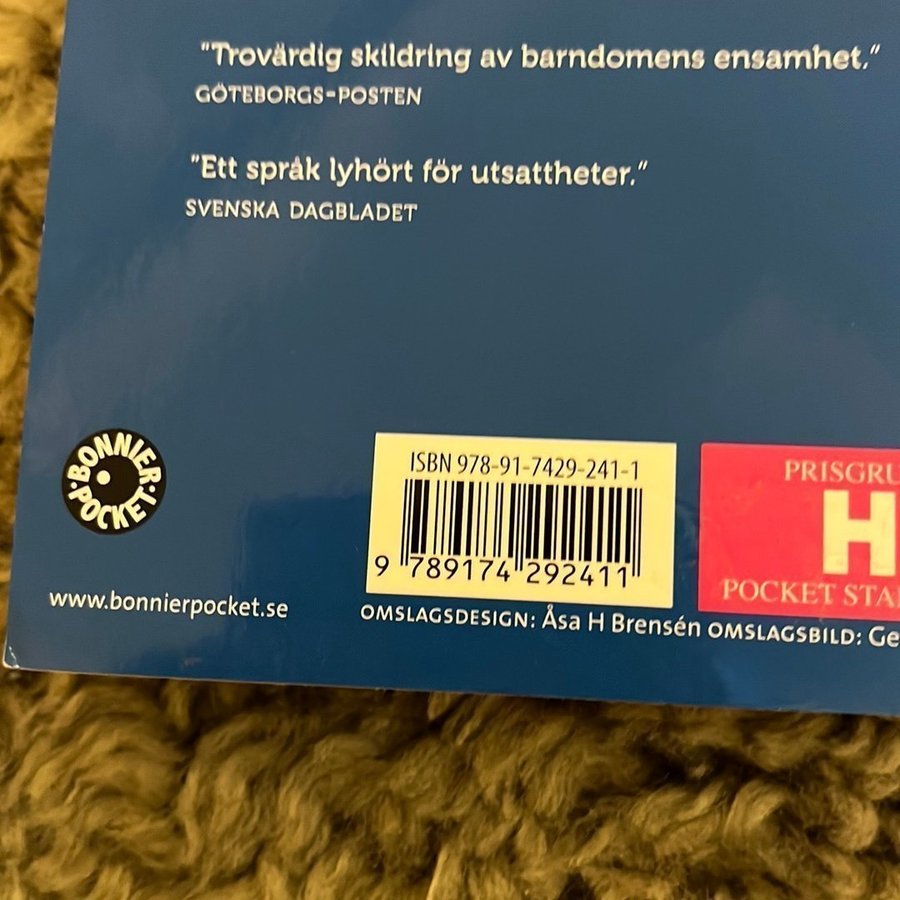 "Trovärdig skildring av barndomens ensamhet."
GÖTEBORGS-POSTEN
"Ett språk lyhört för utsattheter."
SVENSKA DAGBLADET
BONNIER POCKET
www.bonnierpocket.se
ISBN 978-91-7429-241-1
9 789174 292411
OMSLAGSDESIGN: Åsa H Brensén OMSLAGSBILD: Ge
PRISGRU
H
POCKET STA